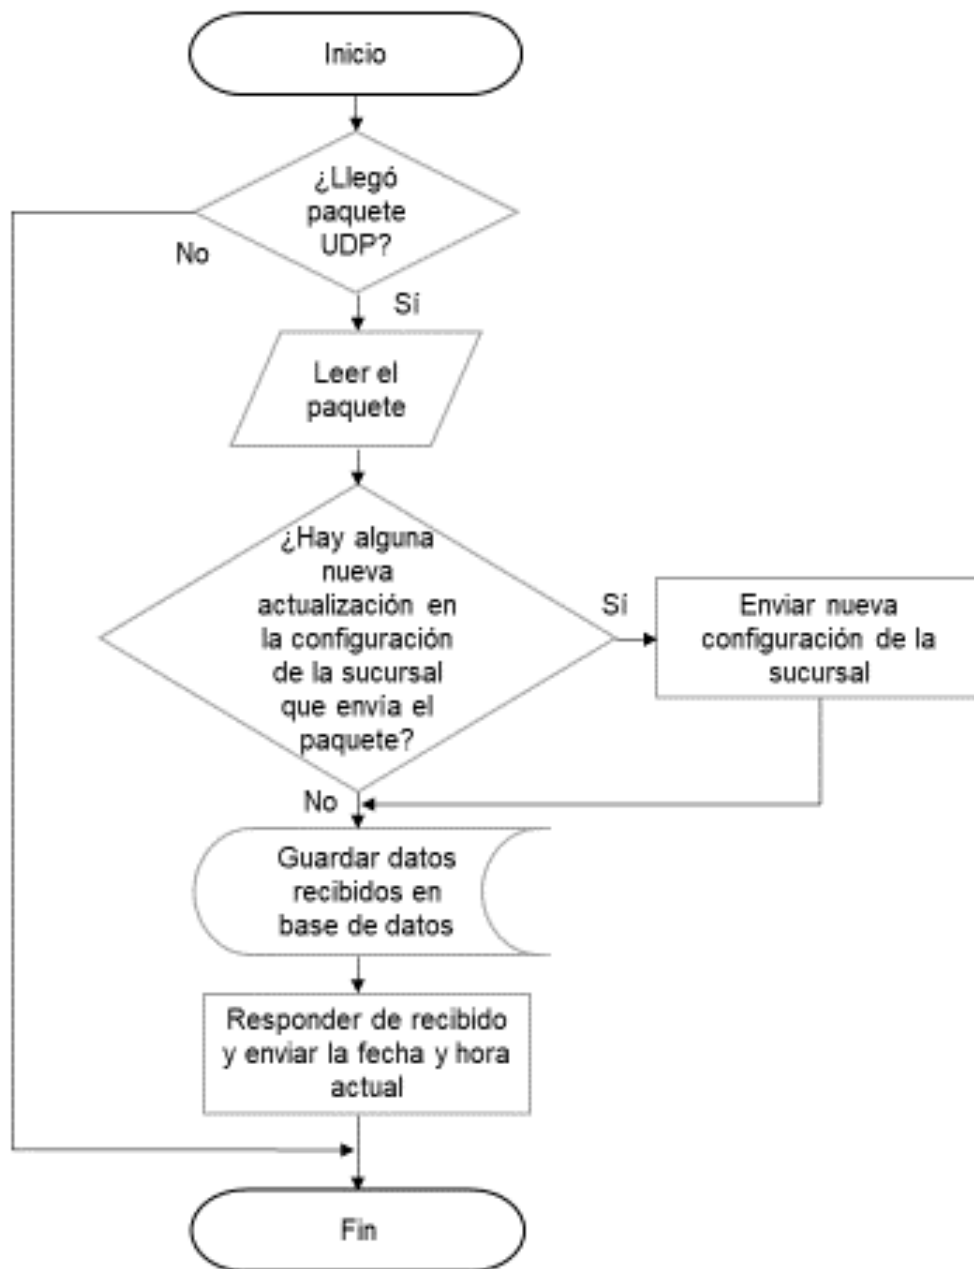 Inicio
¿Llegó
paquete
UDP?
No
Sí
Leer el
paquete
¿Hay alguna
nueva
actualización en
la configuración
de la sucursal
que envía el
paquete?
Sí
Enviar nueva
configuración de la
sucursal
No
Guardar datos
recibidos en
base de datos
Responder de recibido
y enviar la fecha y hora
actual
Fin